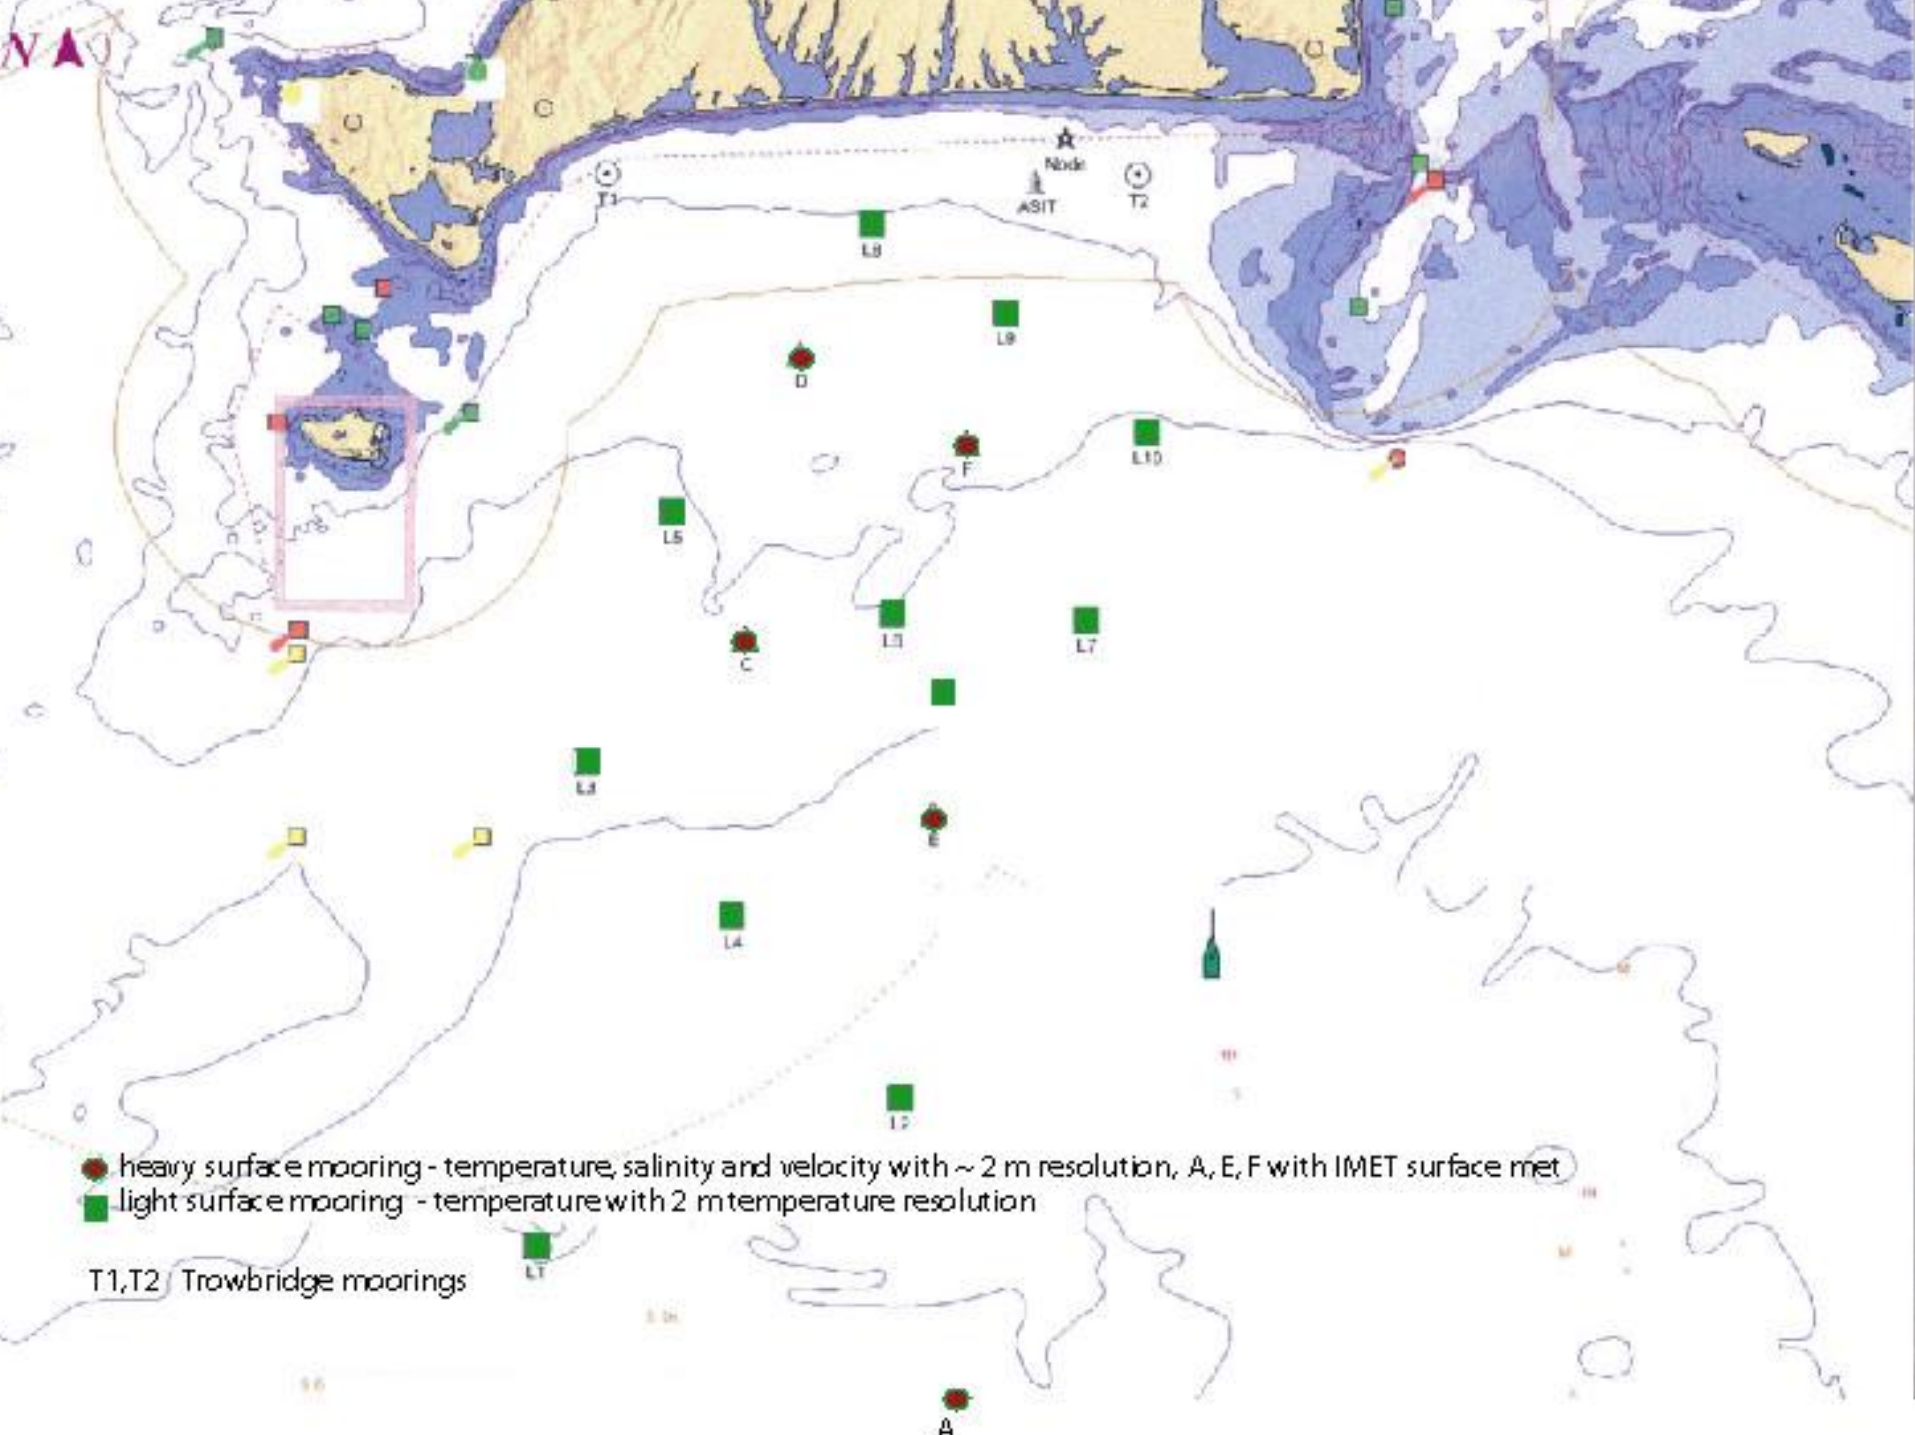 N
Node
T1
ASIT
T2
L8
L9
D
F
L10
L5
C
L7
L3
E
L4
L2
heavy surface mooring - temperature, salinity and velocity with ~ 2 m resolution, A, E, F with IMET surface met
light surface mooring - temperature with 2 m temperature resolution
L1
T1,T2 Trowbridge moorings
A